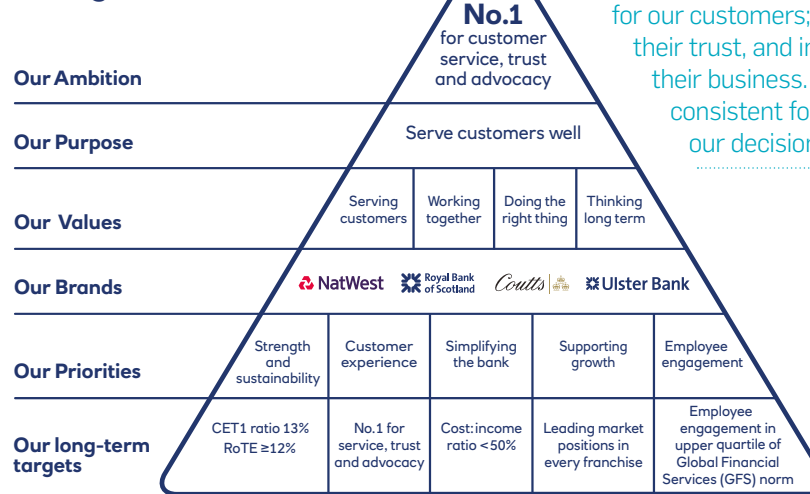 No.1
for customer
service, trust
and advocacy
for our customers;
their trust, and
their business.
consistent
our
Our Ambition
Our Purpose
Serve customers well
Our Values
Serving
customers
Working
together
Doing the
right thing
Thinking
long term
Our Brands
NatWest
Royal Bank
of Scotland
Coutts
Ulster Bank
Our Priorities
Strength
and
sustainability
Customer
experience
Simplifying
the bank
Supporting
growth
Employee
engagement
Our long-term
targets
CET1 ratio 13%
RoTE ≥12%
No.1 for
service, trust
and advocacy
Cost:income
ratio <50%
Leading market
positions in
every franchise
Employee
engagement in
upper quartile of
Global Financial
Services (GFS) norm